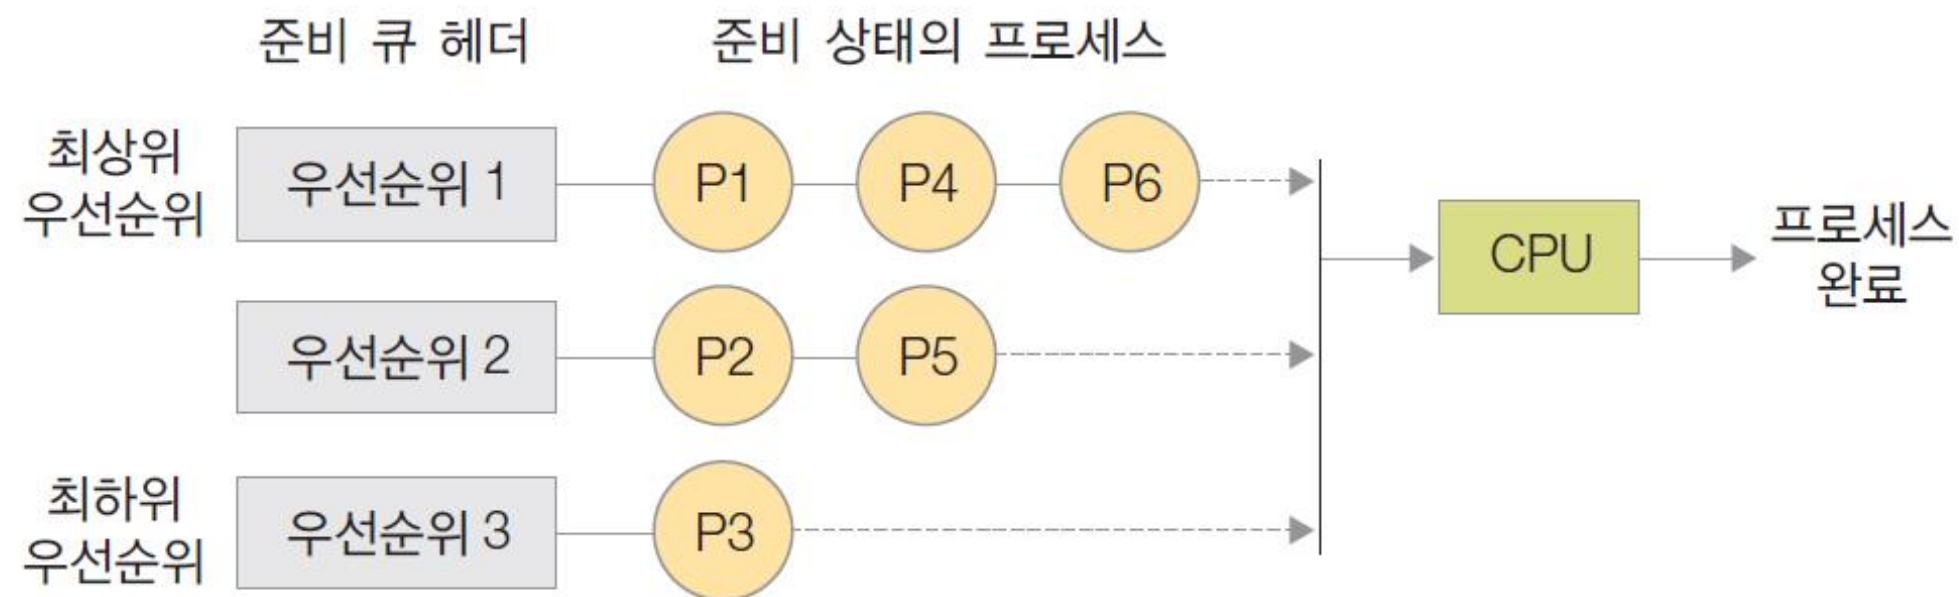 준비 큐 헤더
준비 상태의 프로세스
최상위
우선순위
우선순위 1
P1
P4
P6
우선순위 2
P2
P5
최하위
우선순위
우선순위 3
P3
CPU
프로세스
완료